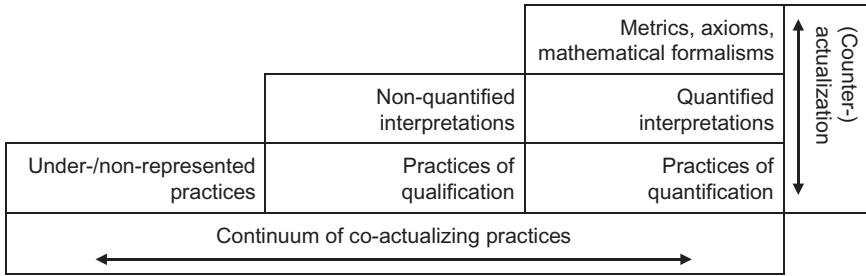 Metrics, axioms,
mathematical formalisms
(Counter-)
actualization
Non-quantified
interpretations
Quantified
interpretations
Under-/non-represented
practices
Practices of
qualification
Practices of
quantification
Continuum of co-actualizing practices